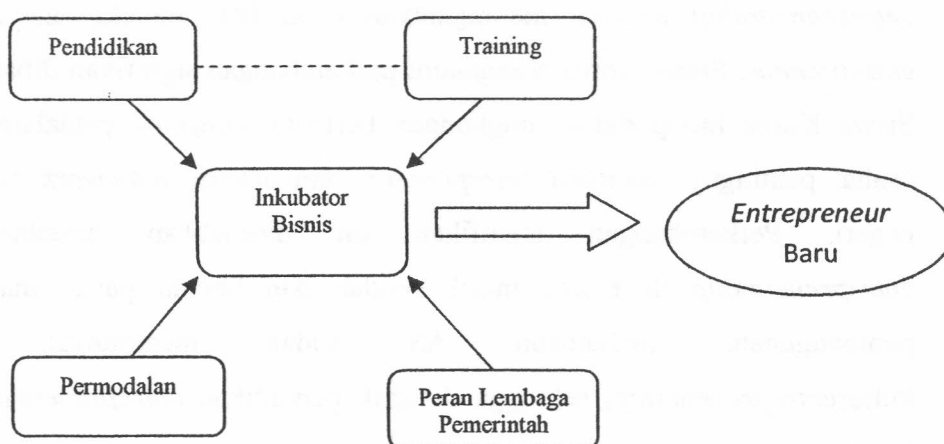 Pendidikan
Training
Inkubator
Bisnis
Entrepreneur
Baru
Permodalan
Peran Lembaga
Pemerintah